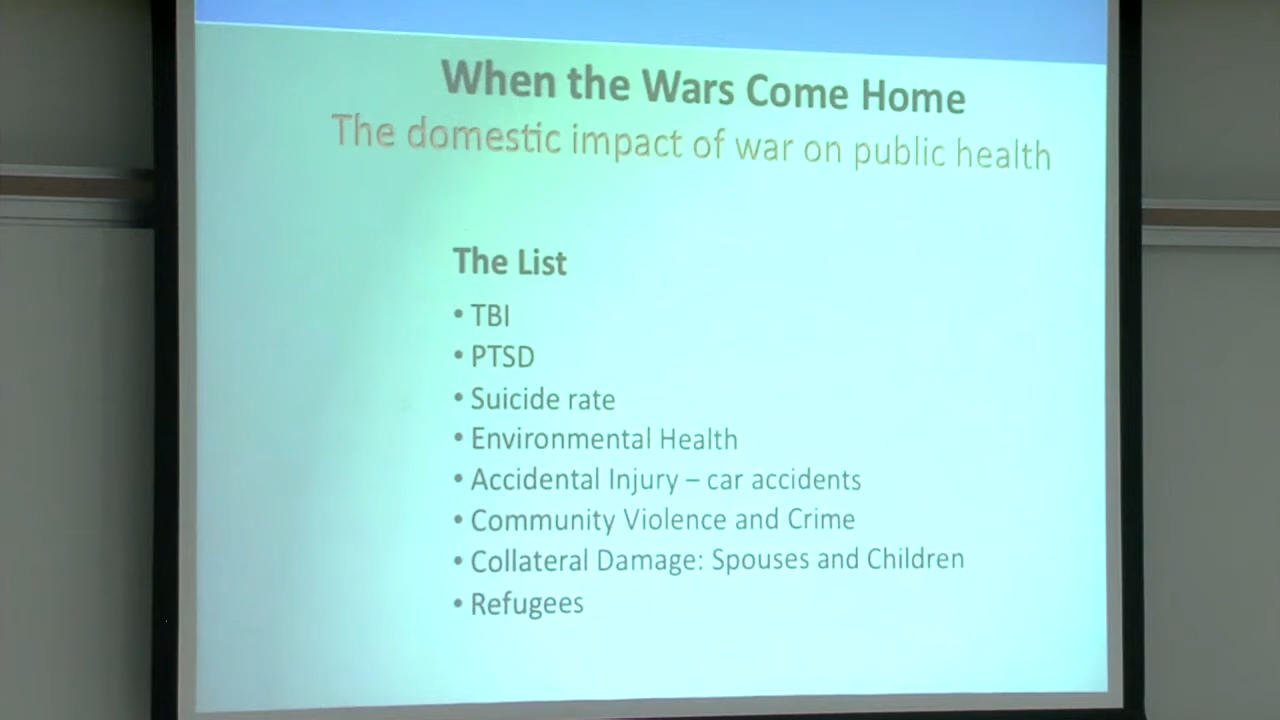 When the Wars Come Home
The domestic impact of war on public health
The List
• TBI
• PTSD
• Suicide rate
• Environmental Health
• Accidental Injury – car accidents
• Community Violence and Crime
• Collateral Damage: Spouses and Children
• Refugees